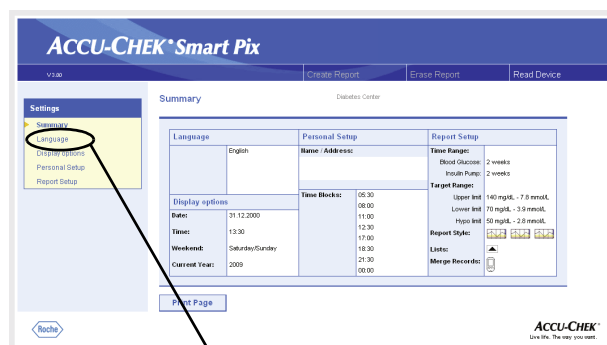 ACCU-CHEK® Smart Pix
V 3.00
Create Report
Erase Report
Read Device
Settings
Summary
Language
Display options
Personal Setup
Report Setup
Summary
Diabetes Center
Language
English
Display options
Date: 31.12.2000
Time: 13:30
Weekend: Saturday/Sunday
Current Year: 2009
Personal Setup
Name / Address:
Time Blocks: 05:30
08:00
11:00
12:30
17:00
18:30
21:30
00:00
Report Setup
Time Range:
Blood Glucose: 2 weeks
Insulin Pump: 2 weeks
Target Range:
Upper limit 140 mg/dL - 7.8 mmol/L
Lower limit 70 mg/dL - 3.9 mmol/L
Hypo limit 50 mg/dL - 2.8 mmol/L
Report Style:
Lists:
Merge Records:
Print Page
Roche
ACCU-CHEK®
Live life. The way you want.